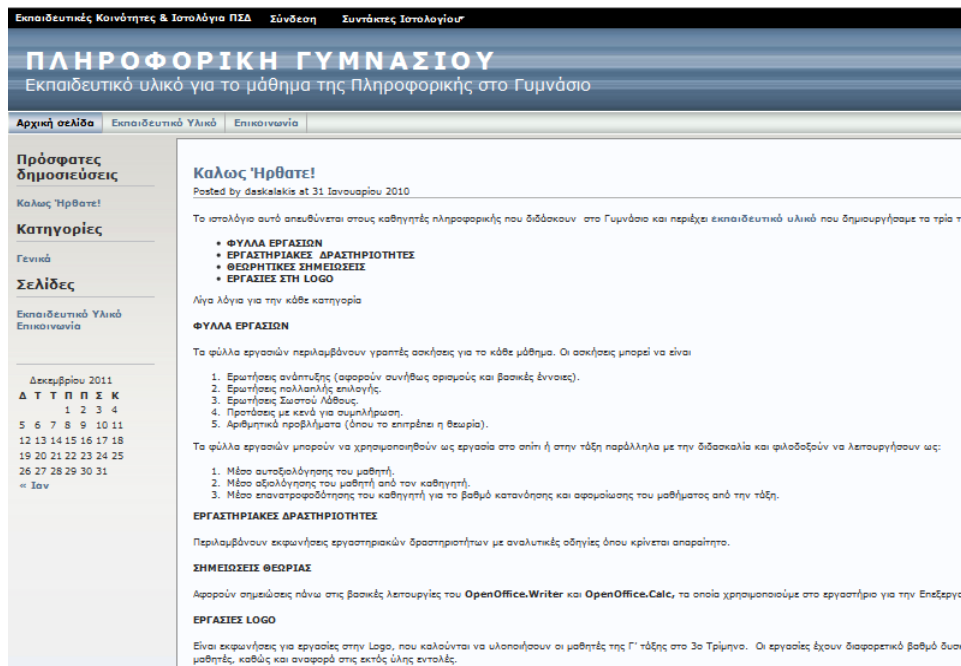 Εκπαιδευτικές Κοινότητες & Ιστολόγια ΠΣΔ Σύνδεση Συντάκτες Ιστολογίου
ΠΛΗΡΟΦΟΡΙΚΗ ΓΥΜΝΑΣΙΟΥ
Εκπαιδευτικό υλικό για το μάθημα της Πληροφορικής στο Γυμνάσιο
Αρχική σελίδα Εκπαιδευτικό Υλικό Επικοινωνία
Πρόσφατες
δημοσιεύσεις
Καλως Ήρθατε!
Κατηγορίες
Γενικά
Σελίδες
Εκπαιδευτικό Υλικό
Επικοινωνία
Δεκεμβρίου 2011
Δ Τ Τ Π Π Σ Κ
1 2 3 4
5 6 7 8 9 10 11
12 13 14 15 16 17 18
19 20 21 22 23 24 25
26 27 28 29 30 31
« Ιαν
Καλως Ήρθατε!
Posted by daskalakis at 31 Ιανουαρίου 2010
Το ιστολόγιο αυτό απευθύνεται στους καθηγητές πληροφορικής που διδάσκουν στο Γυμνάσιο και περιέχει εκπαιδευτικό υλικό που δημιουργήσαμε τα τρία
• ΦΥΛΛΑ ΕΡΓΑΣΙΩΝ
• ΕΡΓΑΣΤΗΡΙΑΚΕΣ ΔΡΑΣΤΗΡΙΟΤΗΤΕΣ
• ΘΕΩΡΗΤΙΚΕΣ ΣΗΜΕΙΩΣΕΙΣ
• ΕΡΓΑΣΙΕΣ ΣΤΗ LOGO
Λίγα λόγια για την κάθε κατηγορία
ΦΥΛΛΑ ΕΡΓΑΣΙΩΝ
Τα φύλλα εργασιών περιλαμβάνουν γραπτές ασκήσεις για το κάθε μάθημα. Οι ασκήσεις μπορεί να είναι
1. Ερωτήσεις ανάπτυξης (αφορούν συνήθως ορισμούς και βασικές έννοιες).
2. Ερωτήσεις πολλαπλής επιλογής.
3. Ερωτήσεις Σωστού Λάθους.
4. Προτάσεις με κενά για συμπλήρωση.
5. Αριθμητικά προβλήματα (όπου το επιτρέπει η θεωρία).
Τα φύλλα εργασιών μπορούν να χρησιμοποιηθούν ως εργασία στο σπίτι ή στην τάξη παράλληλα με την διδασκαλία και φιλοδοξούν να λειτουργήσουν ως:
1. Μέσο αυτοξιολόγησης του μαθητή.
2. Μέσο αξιολόγησης του μαθητή από τον καθηγητή.
3. Μέσο επανατροφοδότησης του καθηγητή για το βαθμό κατανόησης και αφομοίωσης του μαθήματος από την τάξη.
ΕΡΓΑΣΤΗΡΙΑΚΕΣ ΔΡΑΣΤΗΡΙΟΤΗΤΕΣ
Περιλαμβάνουν εκφωνήσεις εργαστηριακών δραστηριοτήτων με αναλυτικές οδηγίες όπου κρίνεται απαραίτητο.
ΣΗΜΕΙΩΣΕΙΣ ΘΕΩΡΙΑΣ
Αφορούν σημειώσεις πάνω στις βασικές λειτουργίες του OpenOffice.Writer και OpenOffice.Calc, τα οποία χρησιμοποιούμε στο εργαστήριο για την
ΕΡΓΑΣΙΕΣ LOGO
Είναι εκφωνήσεις για εργασίες στην Logo, που καλούνται να υλοποιήσουν οι μαθητές της Γ' τάξης στο 3ο Τρίμηνο. Οι εργασίες έχουν διαφορετικό βαθμό
μαθητές, καθώς και αναφορά στις εκτός ύλης εντολές.